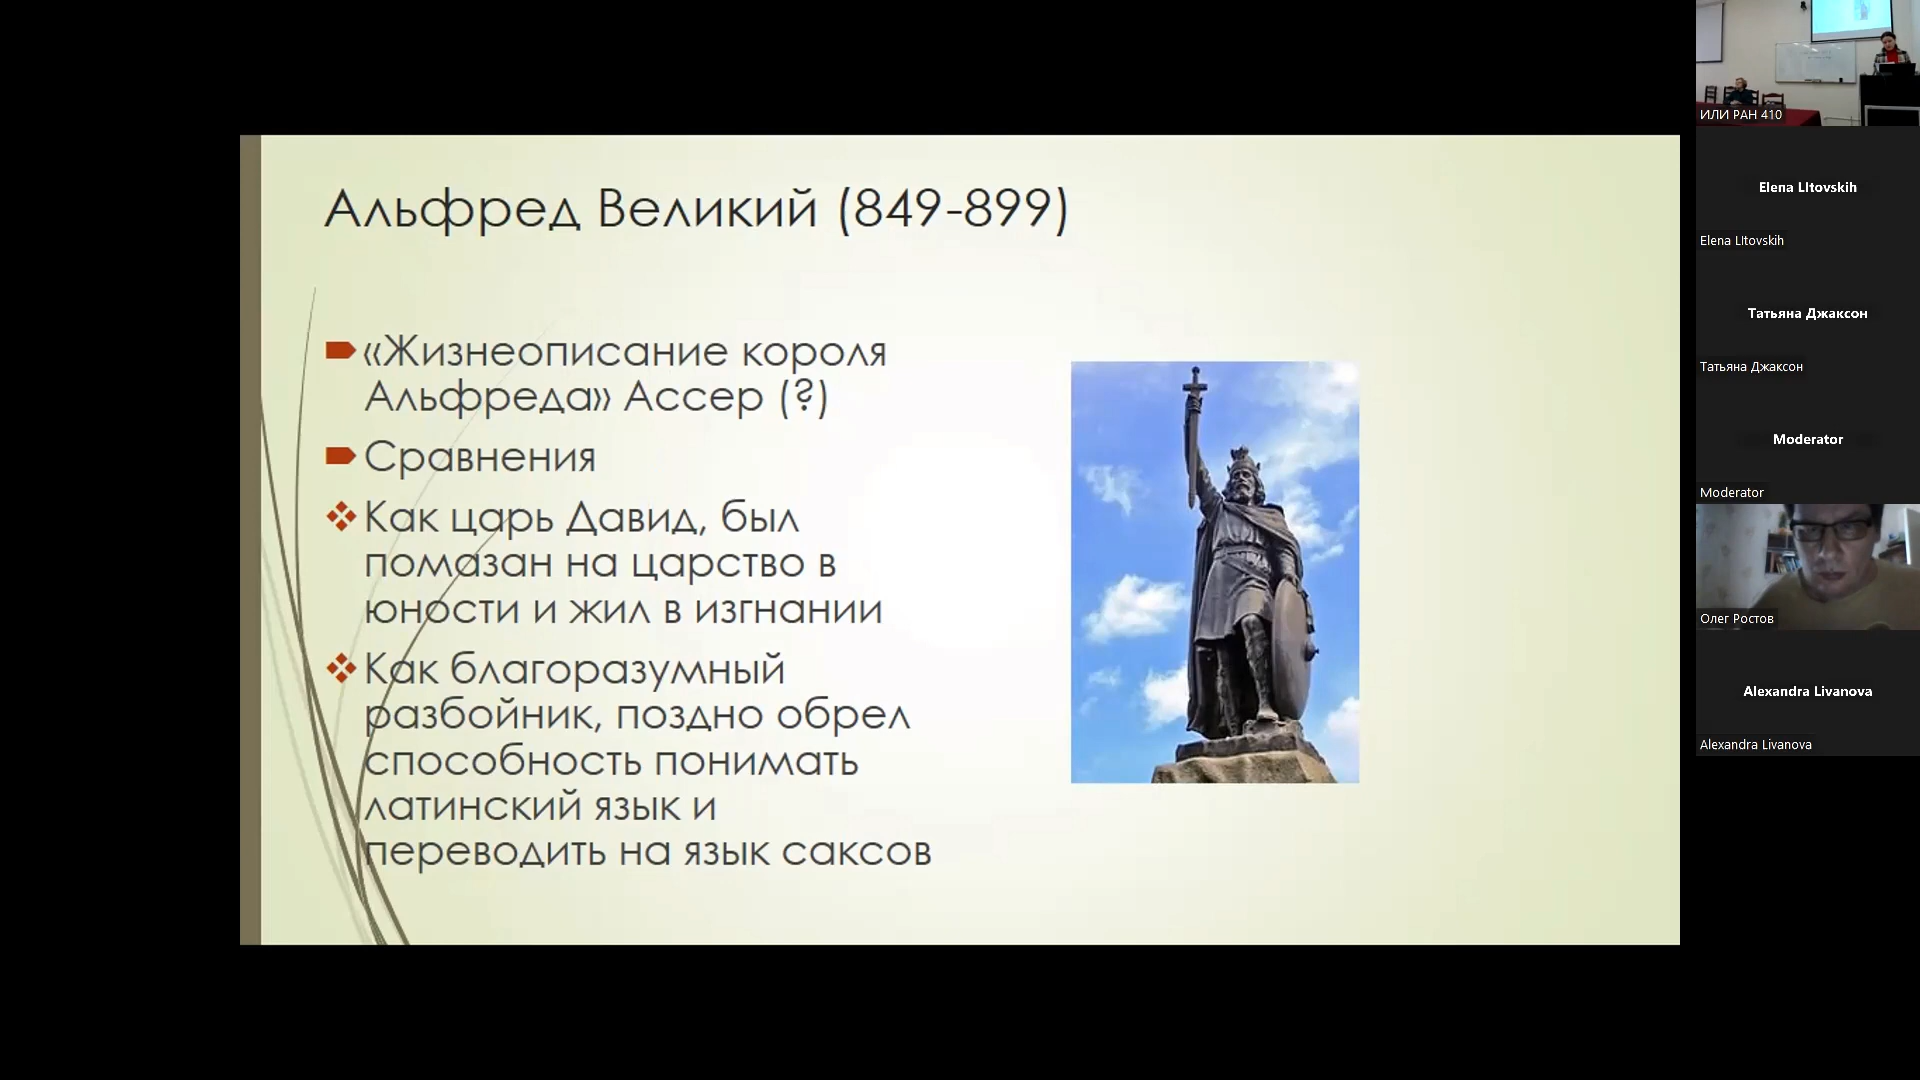 Альфред Великий (849-899)
«Жизнеописание короля
Альфреда» Ассер (?)
Сравнения
Как царь Давид, был
помазан на царство в
юности и жил в изгнании
Как благоразумный
разбойник, поздно обрел
способность понимать
латинский язык и
переводить на язык саксов
ИЛИ РАН 410
Elena LItovskih
Elena LItovskih
Татьяна Джаксон
Татьяна Джаксон
Moderator
Moderator
Олег Ростов
Alexandra Livanova
Alexandra Livanova